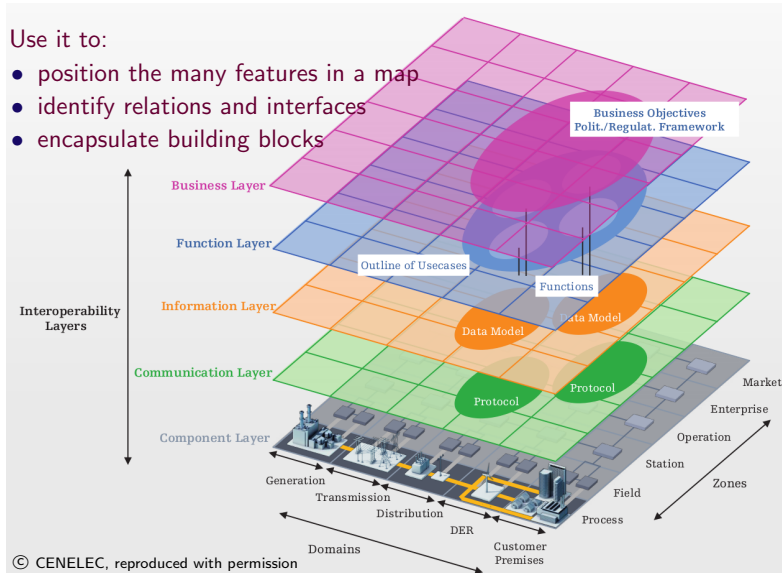 Use it to:
• position the many features in a map
• identify relations and interfaces
• encapsulate building blocks
Business Objectives
Polit./Regulat. Framework
Business Layer
Function Layer
Outline of Usecases
Functions
Interoperability
Layers
Information Layer
Data Model
Data Model
Communication Layer
Protocol
Protocol
Component Layer
Market
Enterprise
Operation
Station
Field
Process
Zones
Generation
Transmission
Distribution
DER
Customer
Premises
Domains
© CENELEC, reproduced with permission